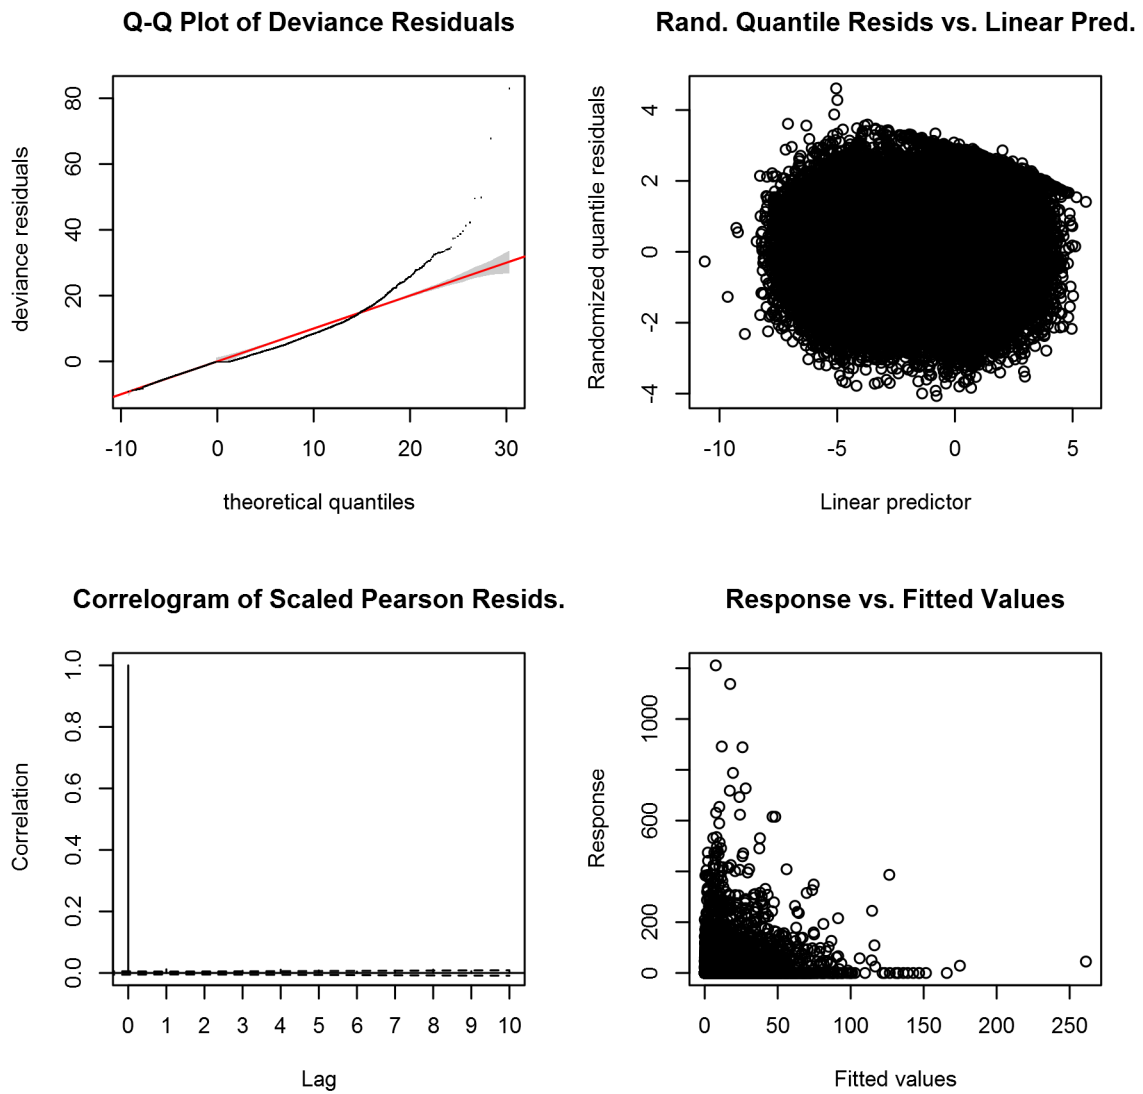 Q-Q Plot of Deviance Residuals
deviance residuals
80
60
40
20
0
-10 0 10 20 30
theoretical quantiles
Rand. Quantile Resids vs. Linear Pred.
Randomized quantile residuals
4
2
0
-2
-4
-10 -5 0 5
Linear predictor
Correlogram of Scaled Pearson Resids.
Correlation
1.0
0.8
0.6
0.4
0.2
0.0
0 1 2 3 4 5 6 7 8 9 10
Lag
Response vs. Fitted Values
Response
1000
600
200
0
0 50 100 150 200 250
Fitted values